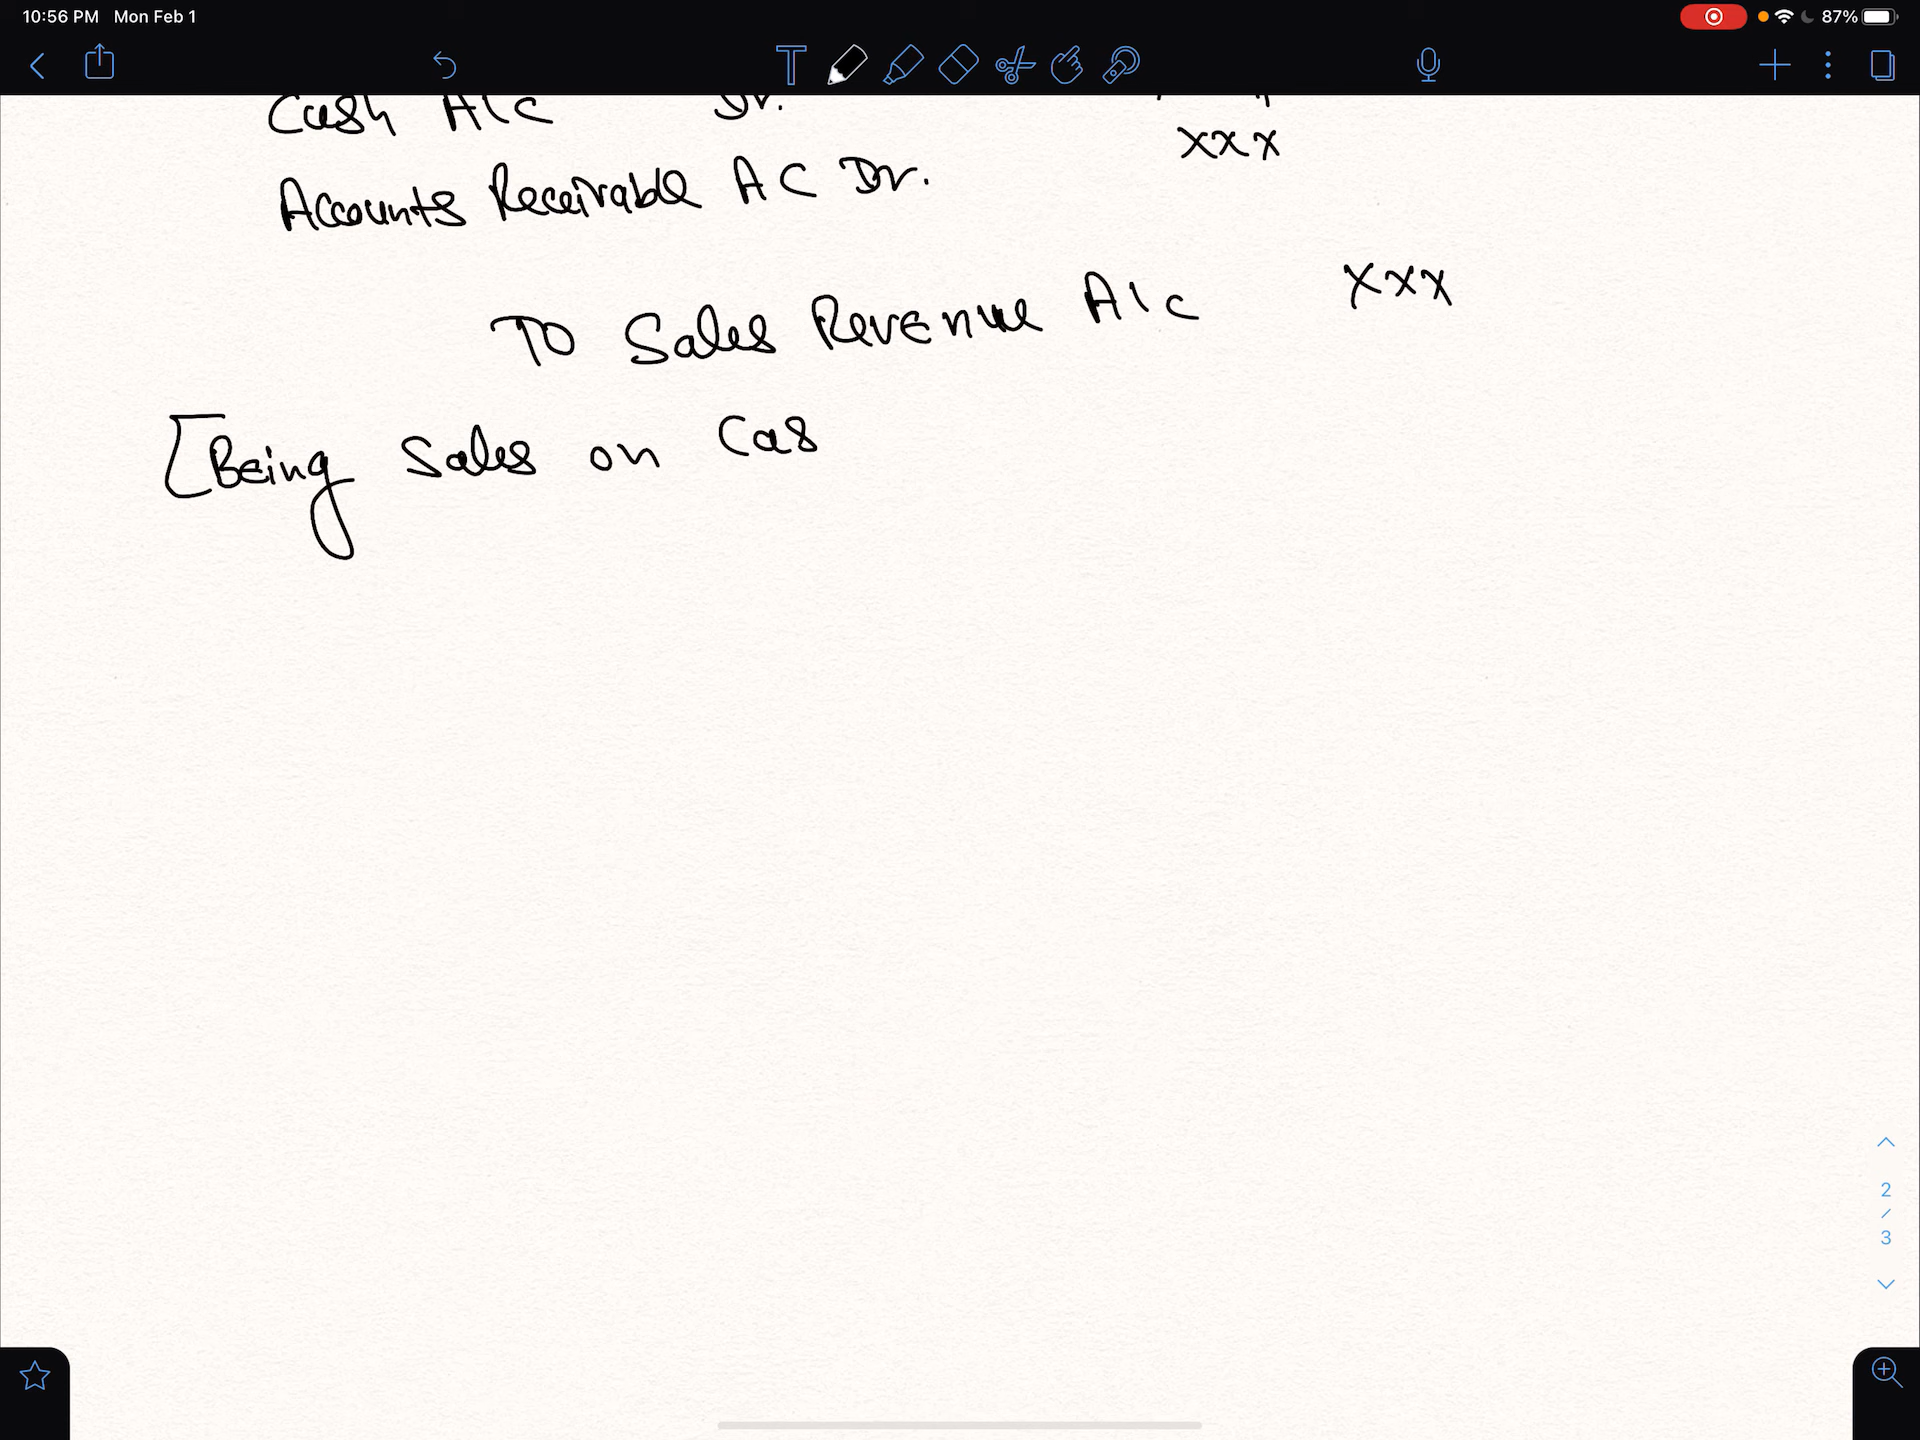 10:56 PM Mon Feb 1 87%
Cash A/c Dr.
xxx
Accounts Receivable AC Dr.
To Sales Revenue A/c xxx
[Being Sales on Cas
2
/
3